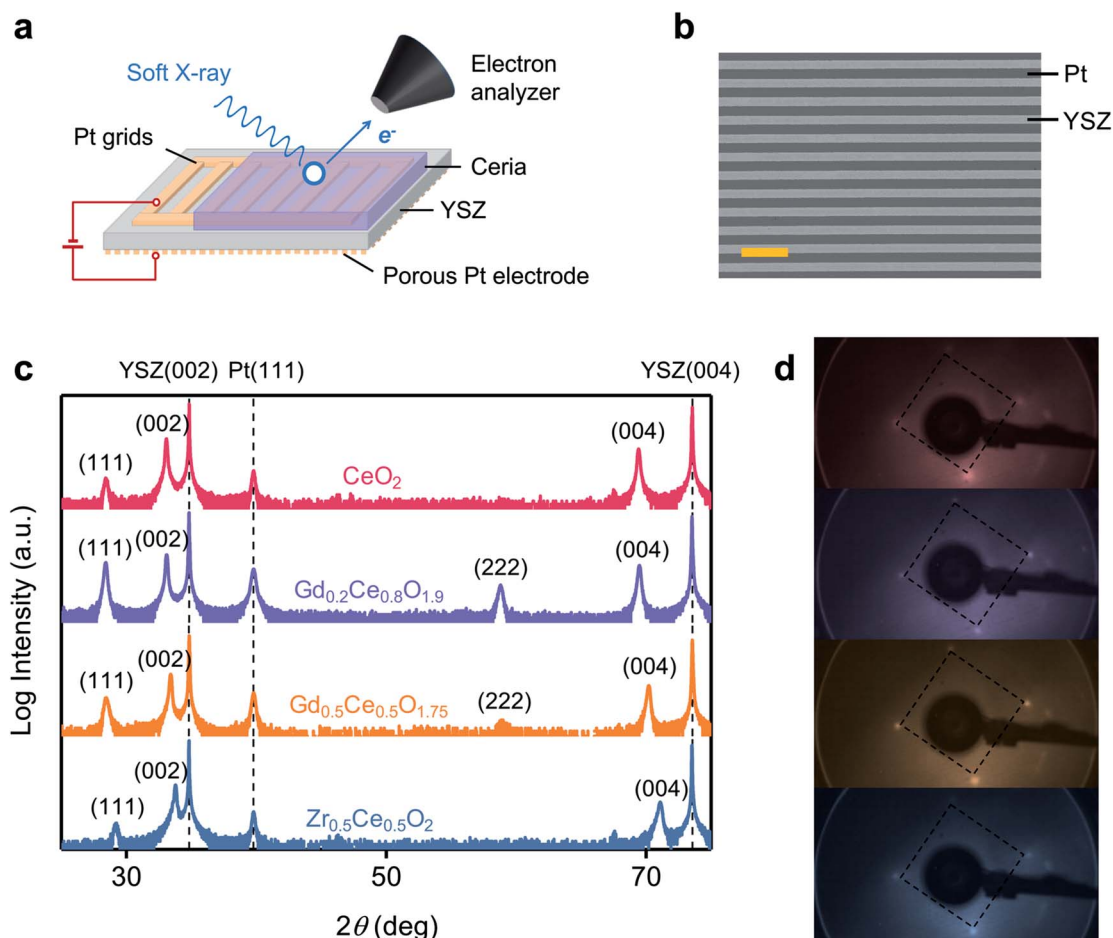 a
Soft X-ray
Electron
analyzer
Pt grids
e-
Ceria
YSZ
Porous Pt electrode
b
Pt
YSZ
c
YSZ(002) Pt(111) YSZ(004)
(111) (002) (004)
CeO2
(111) (002) (222) (004)
Gd0.2Ce0.8O1.9
(111) (002) (222) (004)
Gd0.5Ce0.5O1.75
(111) (002) (004)
Zr0.5Ce0.5O2
Log Intensity (a.u.)
30 50 70
2θ (deg)
d